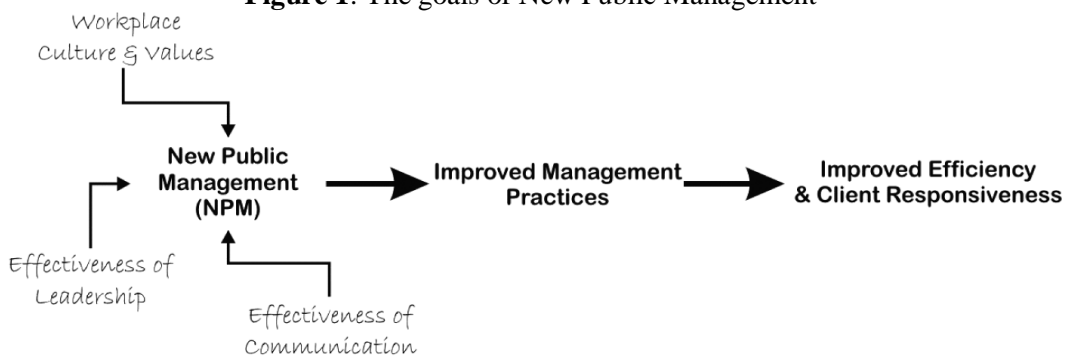 Figure 1. The goals of New Public Management
Workplace
Culture & Values
New Public
Management
(NPM)
Improved Management
Practices
Improved Efficiency
& Client Responsiveness
Effectiveness of
Leadership
Effectiveness of
Communication